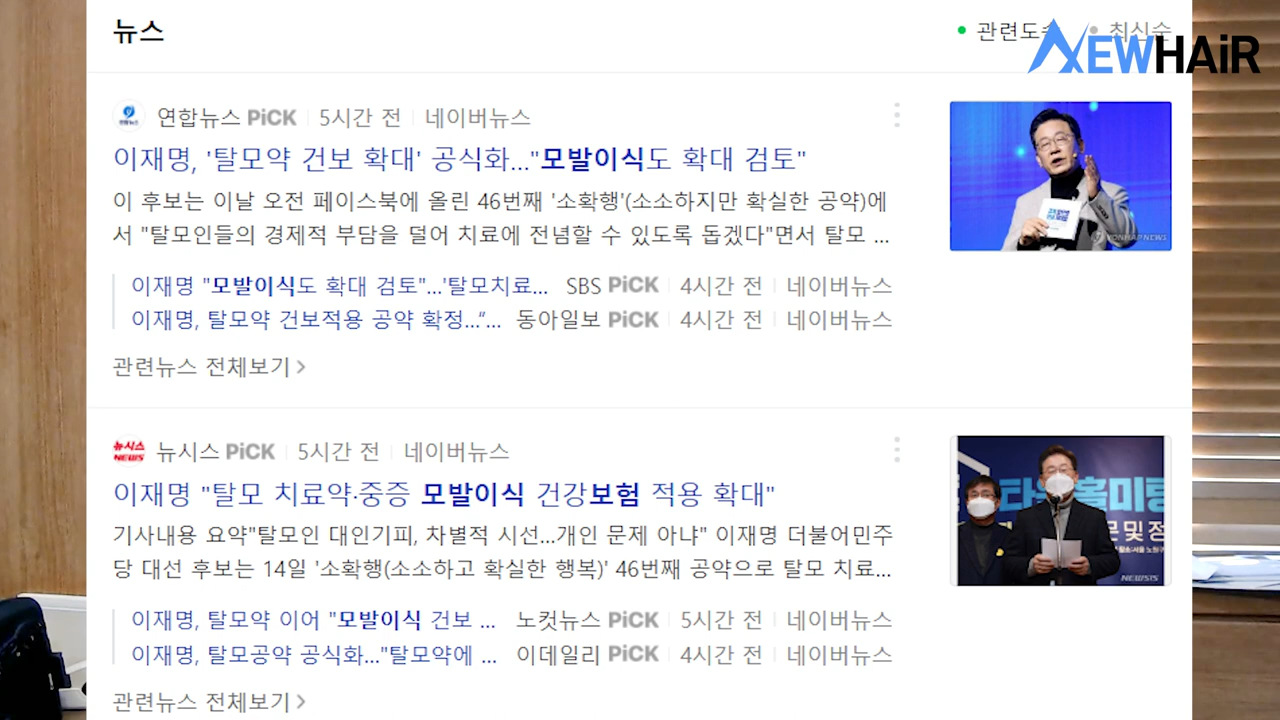 뉴스
관련도순
최신순
NEWHAiR
연합뉴스 PiCK 5시간 전 네이버뉴스
이재명, '탈모약 건보 확대' 공식화..."모발이식도 확대 검토"
이 후보는 이날 오전 페이스북에 올린 46번째 '소확행'(소소하지만 확실한 공약)에
서 "탈모인들의 경제적 부담을 덜어 치료에 전념할 수 있도록 돕겠다"면서 탈모 ...
YONHAP NEWS
이재명 "모발이식도 확대 검토"...'탈모치료... SBS PiCK 4시간 전 네이버뉴스
이재명, 탈모약 건보적용 공약 확정...“... 동아일보 PiCK 4시간 전 네이버뉴스
관련뉴스 전체보기 >
뉴시스 NEWS 뉴시스 PiCK 5시간 전 네이버뉴스
이재명 "탈모 치료약·중증 모발이식 건강보험 적용 확대"
기사내용 요약"탈모인 대인기피, 차별적 시선...개인 문제 아냐" 이재명 더불어민주
당 대선 후보는 14일 '소확행(소소하고 확실한 행복)' 46번째 공약으로 탈모 치료...
NEWSIS
이재명, 탈모약 이어 "모발이식 건보 ... 노컷뉴스 PiCK 5시간 전 네이버뉴스
이재명, 탈모공약 공식화..."탈모약에 ... 이데일리 PiCK 4시간 전 네이버뉴스
관련뉴스 전체보기 >